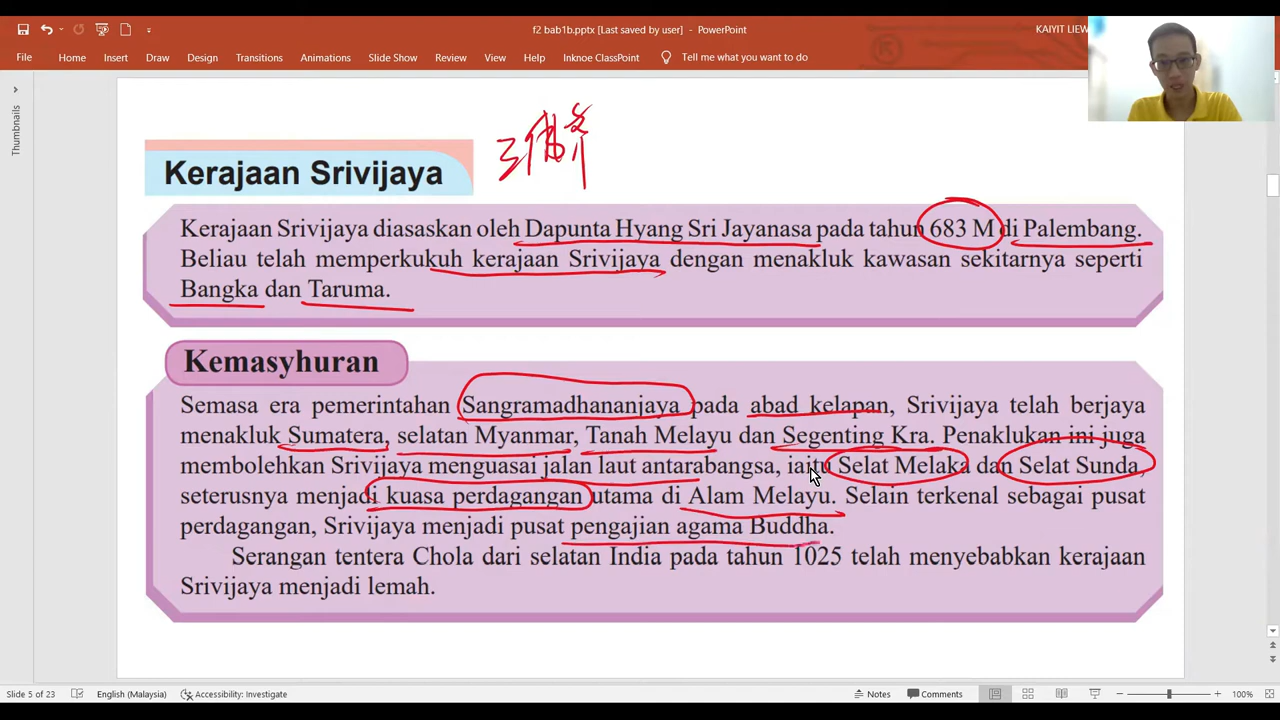 f2 bab1b.pptx [Last saved by user] - PowerPoint
KAIYIT LIEW
File Home Insert Draw Design Transitions Animations Slide Show Review View Help Inknoe ClassPoint Tell me what you want to do
Thumbnails
三佛齐
Kerajaan Srivijaya
Kerajaan Srivijaya diasaskan oleh Dapunta Hyang Sri Jayanasa pada tahun 683 M di Palembang.
Beliau telah memperkukuh kerajaan Srivijaya dengan menakluk kawasan sekitarnya seperti
Bangka dan Taruma.
Kemasyhuran
Semasa era pemerintahan Sangramadhananjaya pada abad kelapan, Srivijaya telah berjaya
menakluk Sumatera, selatan Myanmar, Tanah Melayu dan Segenting Kra. Penaklukan ini juga
membolehkan Srivijaya menguasai jalan laut antarabangsa, iaitu Selat Melaka dan Selat Sunda,
seterusnya menjadi kuasa perdagangan utama di Alam Melayu. Selain terkenal sebagai pusat
perdagangan, Srivijaya menjadi pusat pengajian agama Buddha.
Serangan tentera Chola dari selatan India pada tahun 1025 telah menyebabkan kerajaan
Srivijaya menjadi lemah.
Slide 5 of 23 English (Malaysia) Accessibility: Investigate Notes Comments 100%